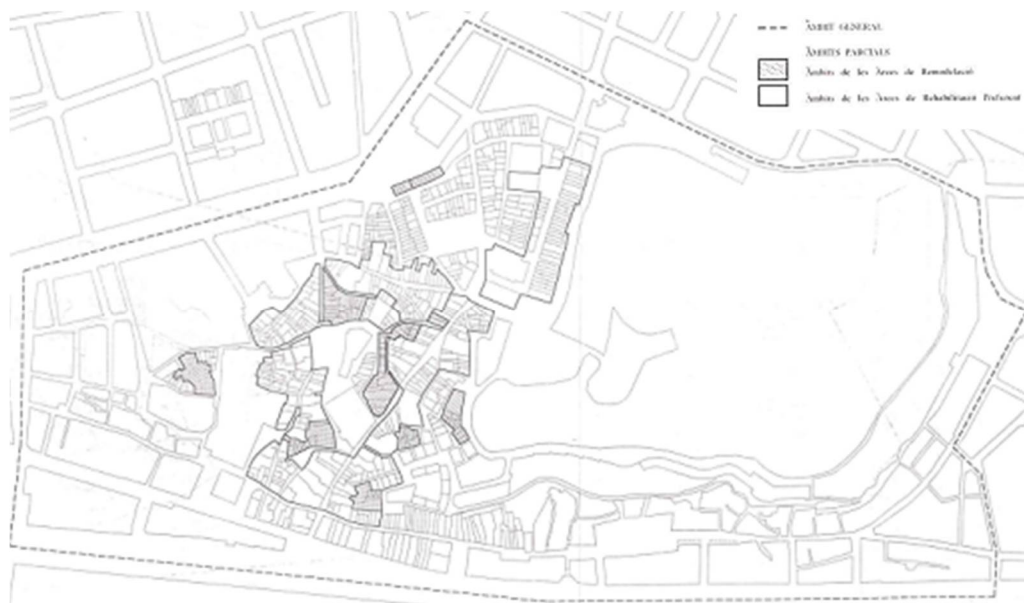 ÀMBIT GENERAL
ÀMBITS PARCIALS
Àmbits de les Àrees de Remodelació
Àmbits de les Àrees de Rehabilitació Preferent